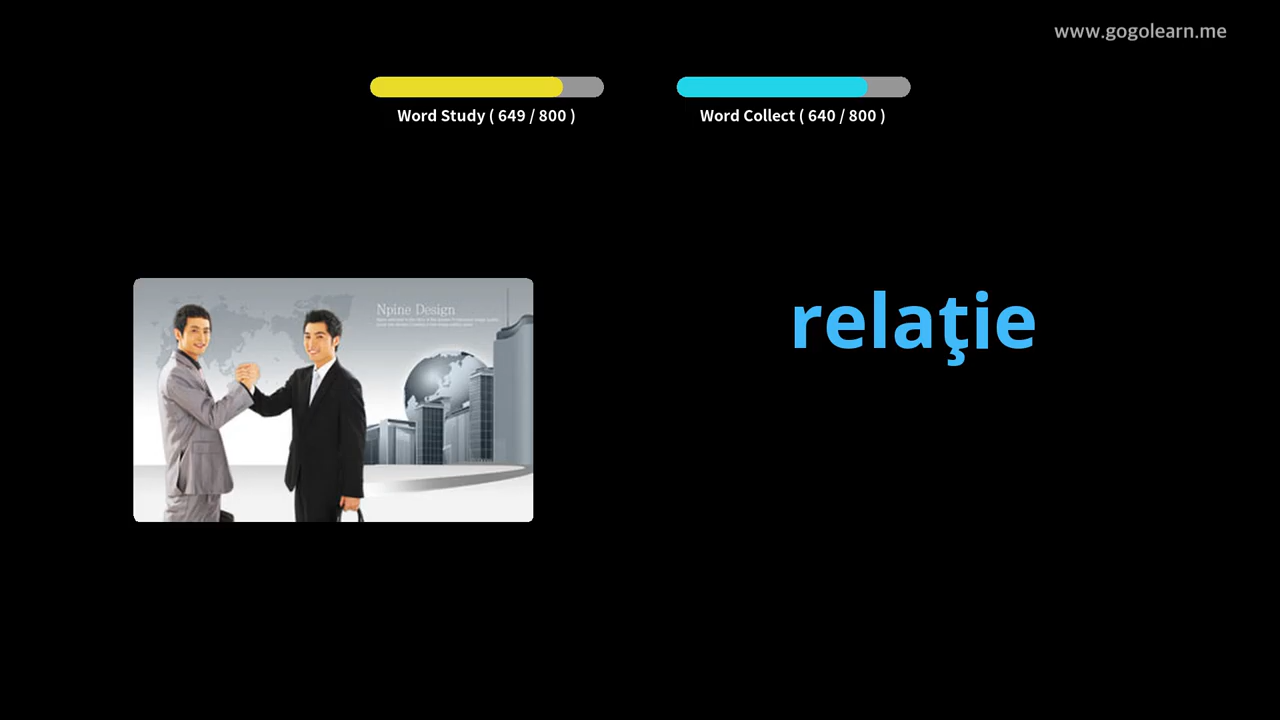 www.gogolearn.me
Word Study ( 649 / 800 )
Word Collect ( 640 / 800 )
Npine Design
relaţie